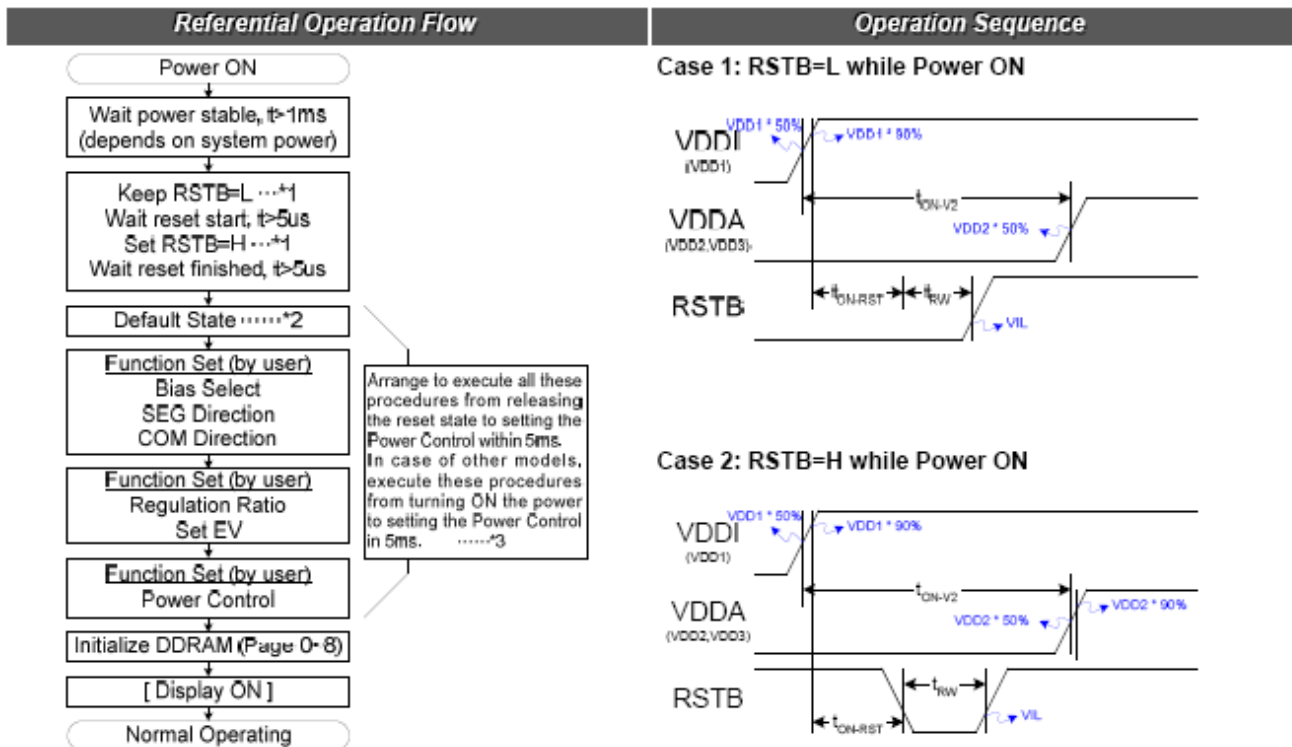 Referential Operation Flow
Power ON
Wait power stable, t>1ms
(depends on system power)
Keep RSTB=L ···*1
Wait reset start, t>5us
Set RSTB=H ···*1
Wait reset finished, t>5us
Default State ······*2
Function Set (by user)
Bias Select
SEG Direction
COM Direction
Function Set (by user)
Regulation Ratio
Set EV
Function Set (by user)
Power Control
Initialize DDRAM (Page 0~8)
[ Display ON ]
Normal Operating
Arrange to execute all these
procedures from releasing
the reset state to setting the
Power Control within 5ms.
In case of other models,
execute these procedures
from turning ON the power
to setting the Power Control
in 5ms. ······*3
Operation Sequence
Case 1: RSTB=L while Power ON
VDDI
(VDD1)
VDD1 * 50%
VDD1 * 90%
tON-V2
VDDA
(VDD2,VDD3)
VDD2 * 50%
RSTB
tON-RST
tRW
VIL
Case 2: RSTB=H while Power ON
VDDI
(VDD1)
VDD1 * 50%
VDD1 * 90%
tON-V2
VDDA
(VDD2,VDD3)
VDD2 * 50%
VDD2 * 90%
RSTB
tRW
tON-RST
VIL